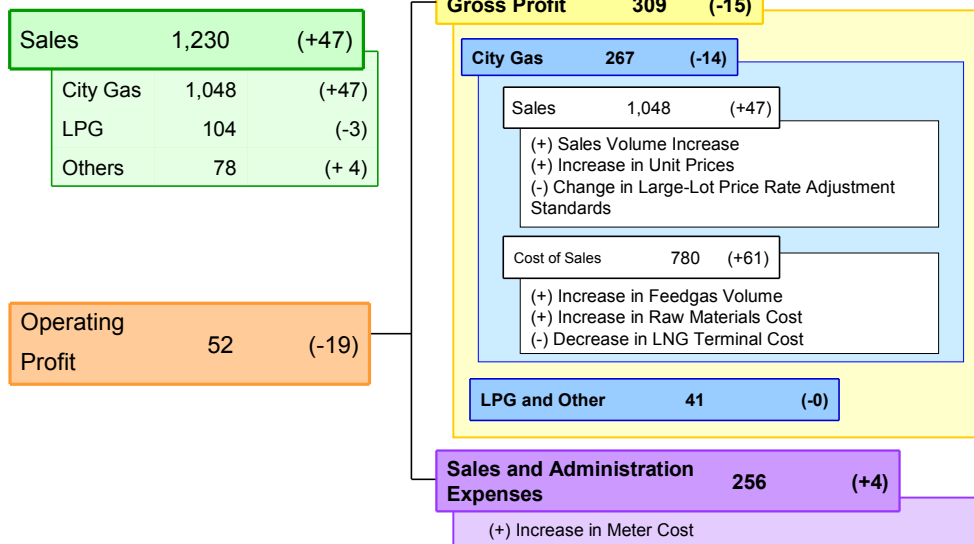 Sales 1,230 (+47)
City Gas 1,048 (+47)
LPG 104 (-3)
Others 78 (+ 4)
Operating
Profit 52 (-19)
Gross Profit 309 (-15)
City Gas 267 (-14)
Sales 1,048 (+47)
(+) Sales Volume Increase
(+) Increase in Unit Prices
(-) Change in Large-Lot Price Rate Adjustment
Standards
Cost of Sales 780 (+61)
(+) Increase in Feedgas Volume
(+) Increase in Raw Materials Cost
(-) Decrease in LNG Terminal Cost
LPG and Other 41 (-0)
Sales and Administration
Expenses 256 (+4)
(+) Increase in Meter Cost